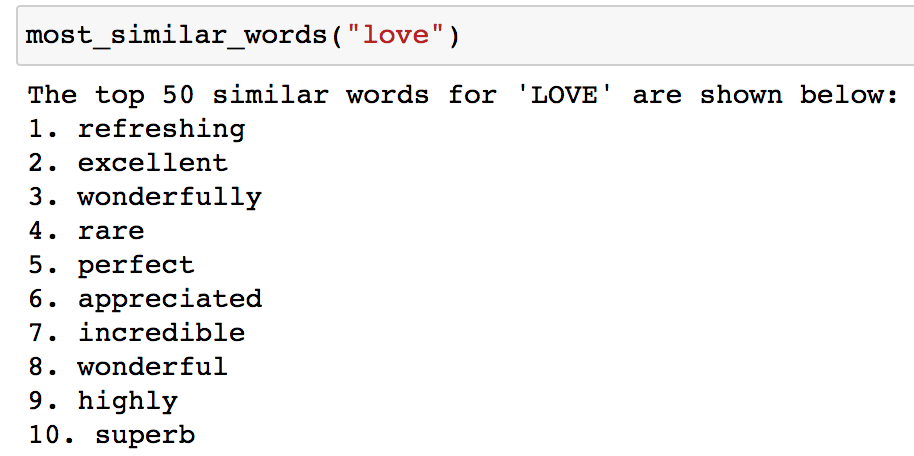 most_similar_words("love")
The top 50 similar words for 'LOVE' are shown below:
1. refreshing
2. excellent
3. wonderfully
4. rare
5. perfect
6. appreciated
7. incredible
8. wonderful
9. highly
10. superb